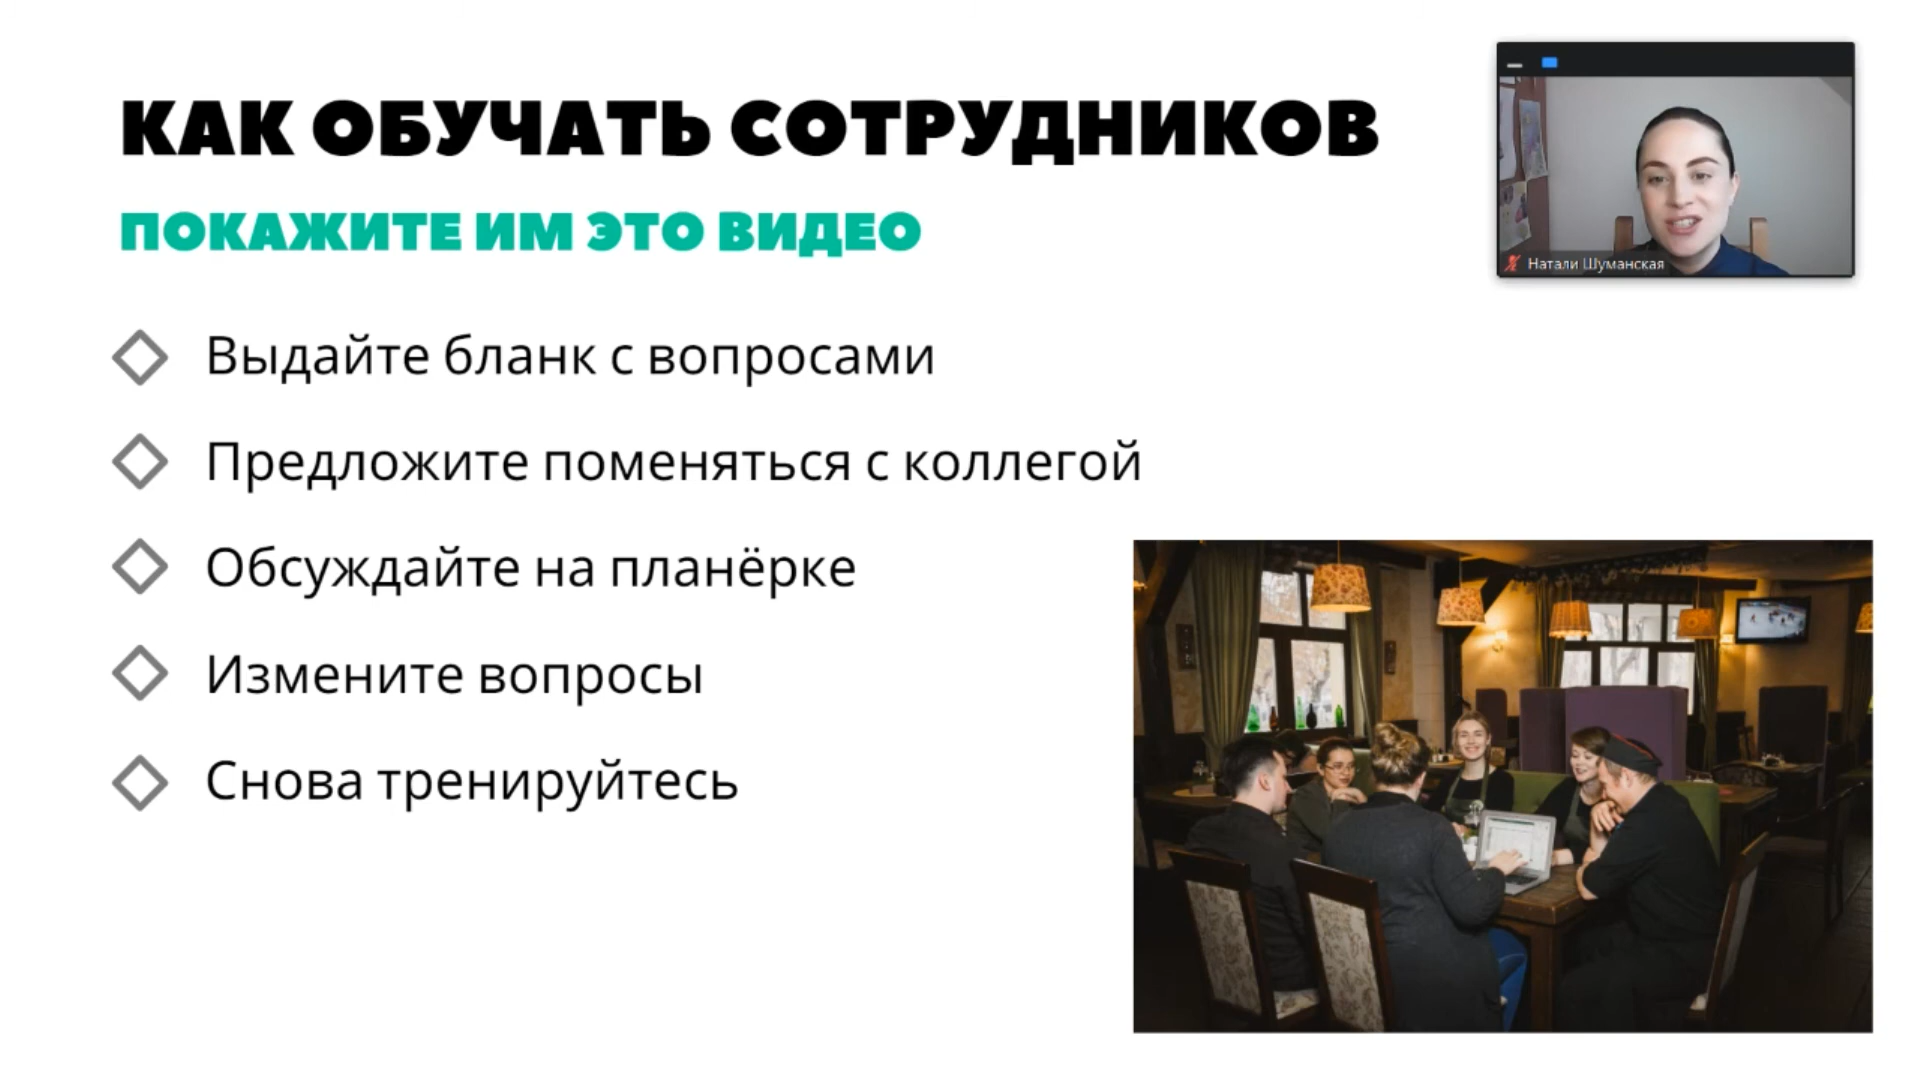 КАК ОБУЧАТЬ СОТРУДНИКОВ
ПОКАЖИТЕ ИМ ЭТО ВИДЕО
Натали Шуманская
Выдайте бланк с вопросами
Предложите поменяться с коллегой
Обсуждайте на планёрке
Измените вопросы
Снова тренируйтесь